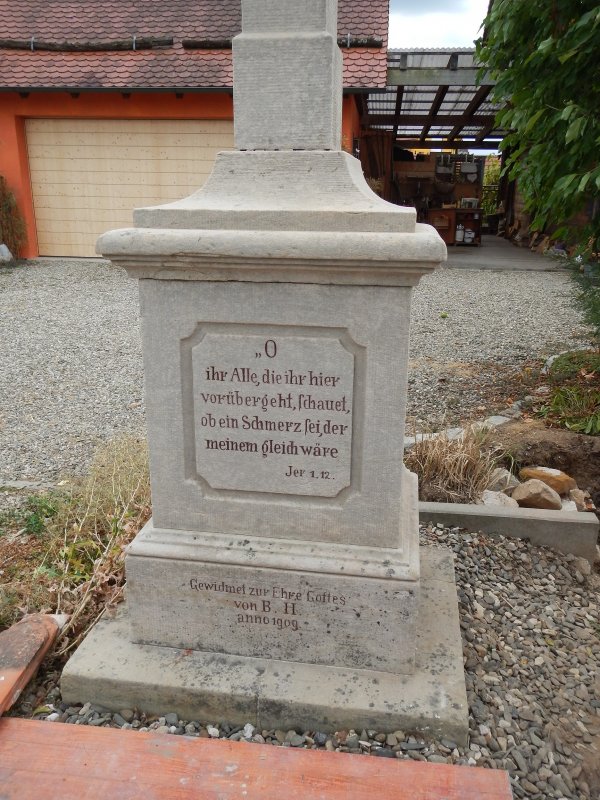 „O
ihr Alle, die ihr hier
vorübergeht, schauet,
ob ein Schmerz sei, der
meinem gleich wäre
Jer 1.12.
Gewidmet zur Ehre Gottes
von B. H.
anno 1909.